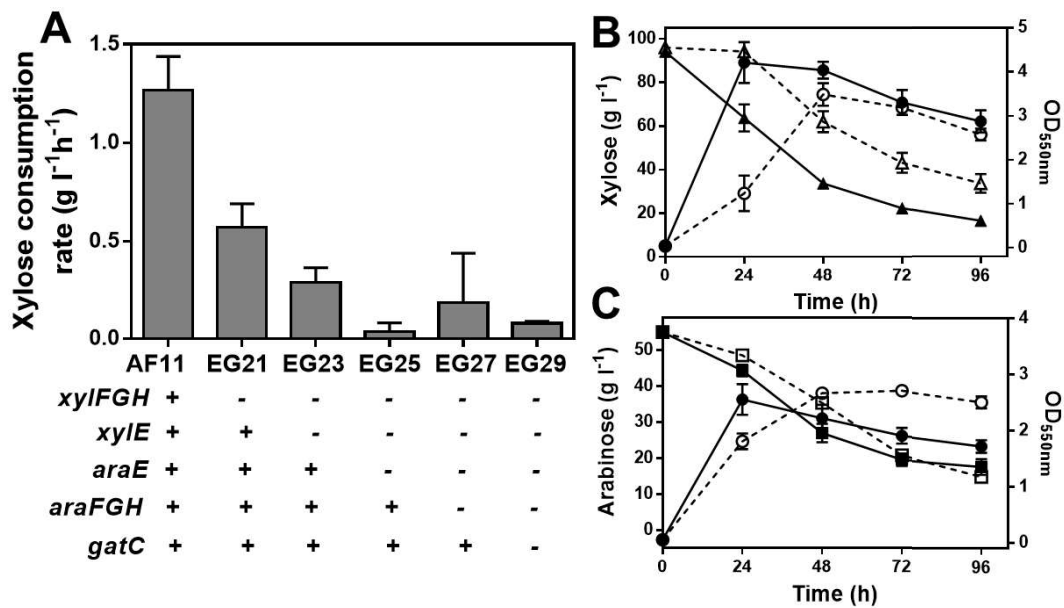 A
Xylose consumption
rate (g l⁻¹h⁻¹)
1.5
1.0
0.5
0.0
AF11 EG21 EG23 EG25 EG27 EG29
xylFGH + - - - - -
xylE + + - - - -
araE + + + - - -
araFGH + + + + - -
gatC + + + + + -
B
Xylose (g l⁻¹)
100
80
60
40
20
0
5
4
3
2
1
0
OD550nm
0 24 48 72 96
Time (h)
C
Arabinose (g l⁻¹)
50
40
30
20
10
0
4
3
2
1
0
OD550nm
0 24 48 72 96
Time (h)